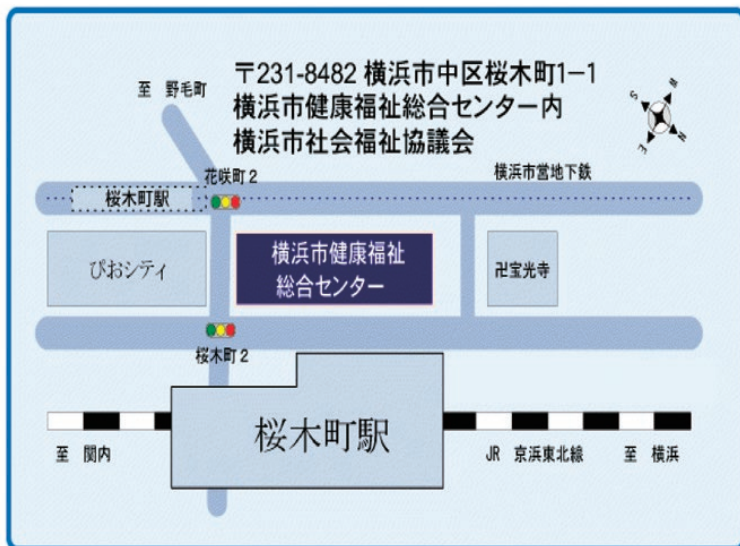 〒231-8482 横浜市中区桜木町1-1
横浜市健康福祉総合センター内
横浜市社会福祉協議会
至 野毛町
花咲町2
横浜市営地下鉄
桜木町駅
ぴおシティ
横浜市健康福祉
総合センター
卍宝光寺
桜木町2
桜木町駅
至 関内
JR 京浜東北線
至 横浜
S
W
E
N